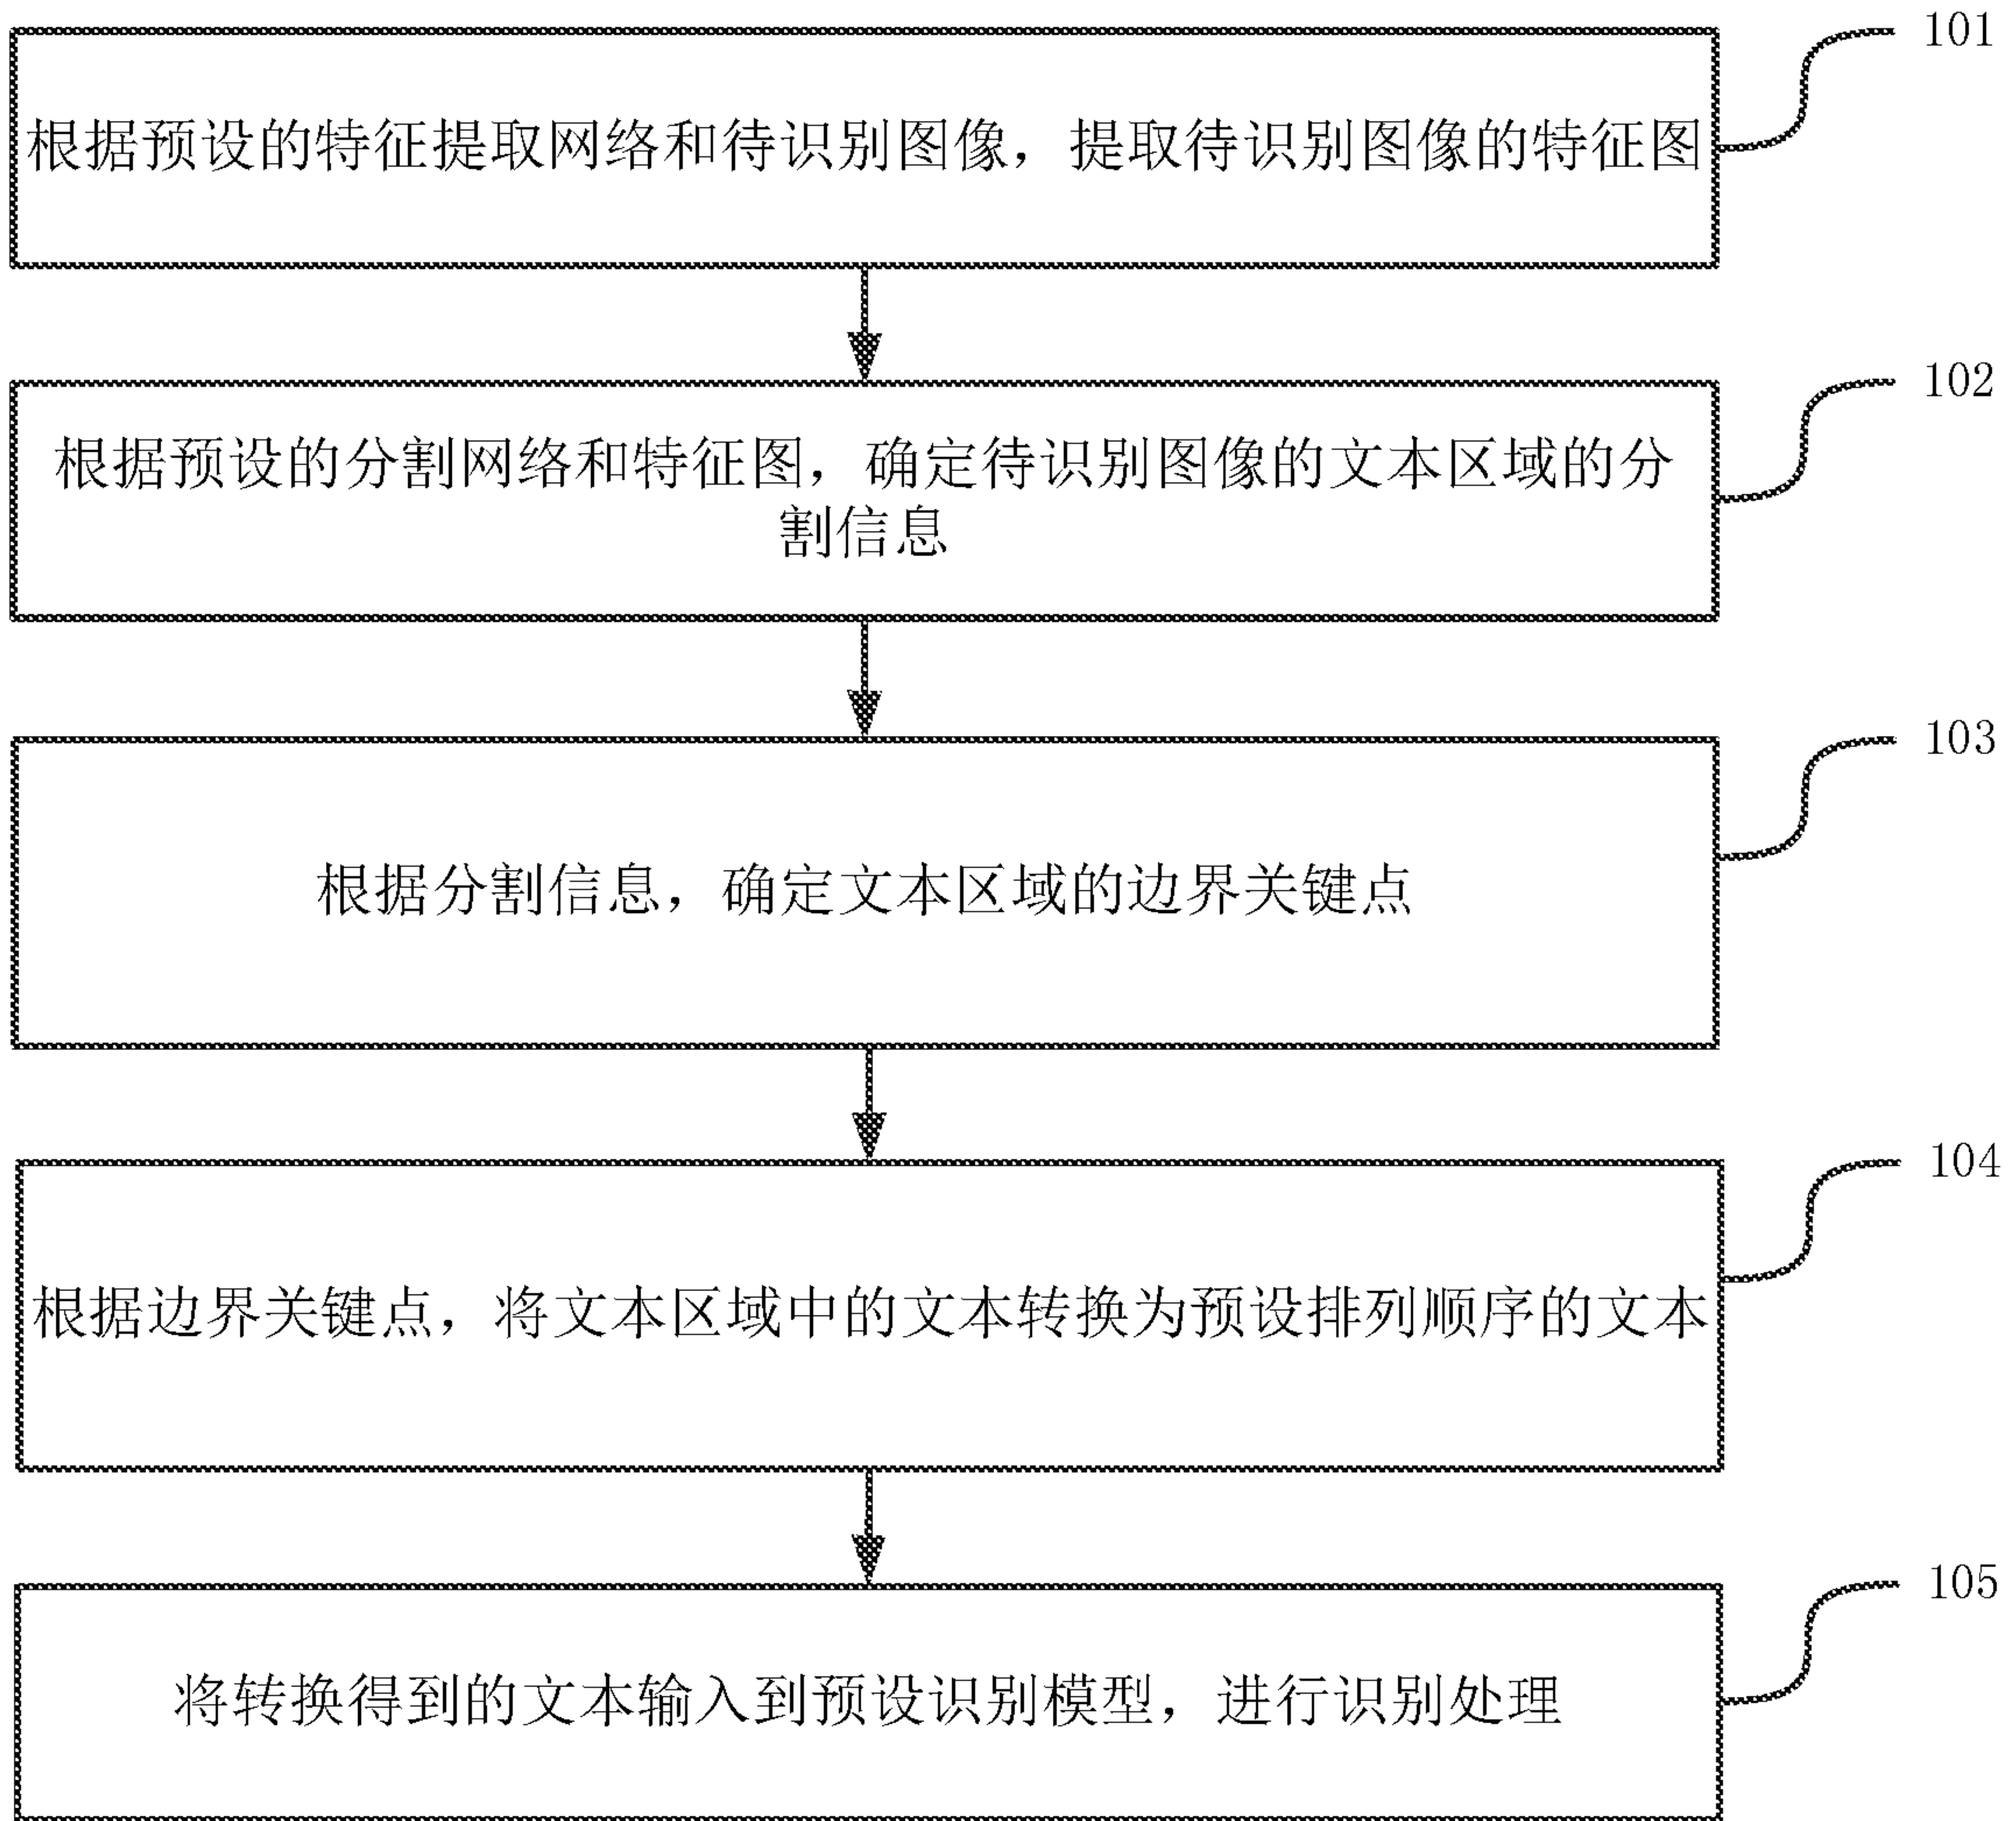 101
根据预设的特征提取网络和待识别图像，提取待识别图像的特征图
102
根据预设的分割网络和特征图，确定待识别图像的文本区域的分
割信息
103
根据分割信息，确定文本区域的边界关键点
104
根据边界关键点，将文本区域中的文本转换为预设排列顺序的文本
105
将转换得到的文本输入到预设识别模型，进行识别处理